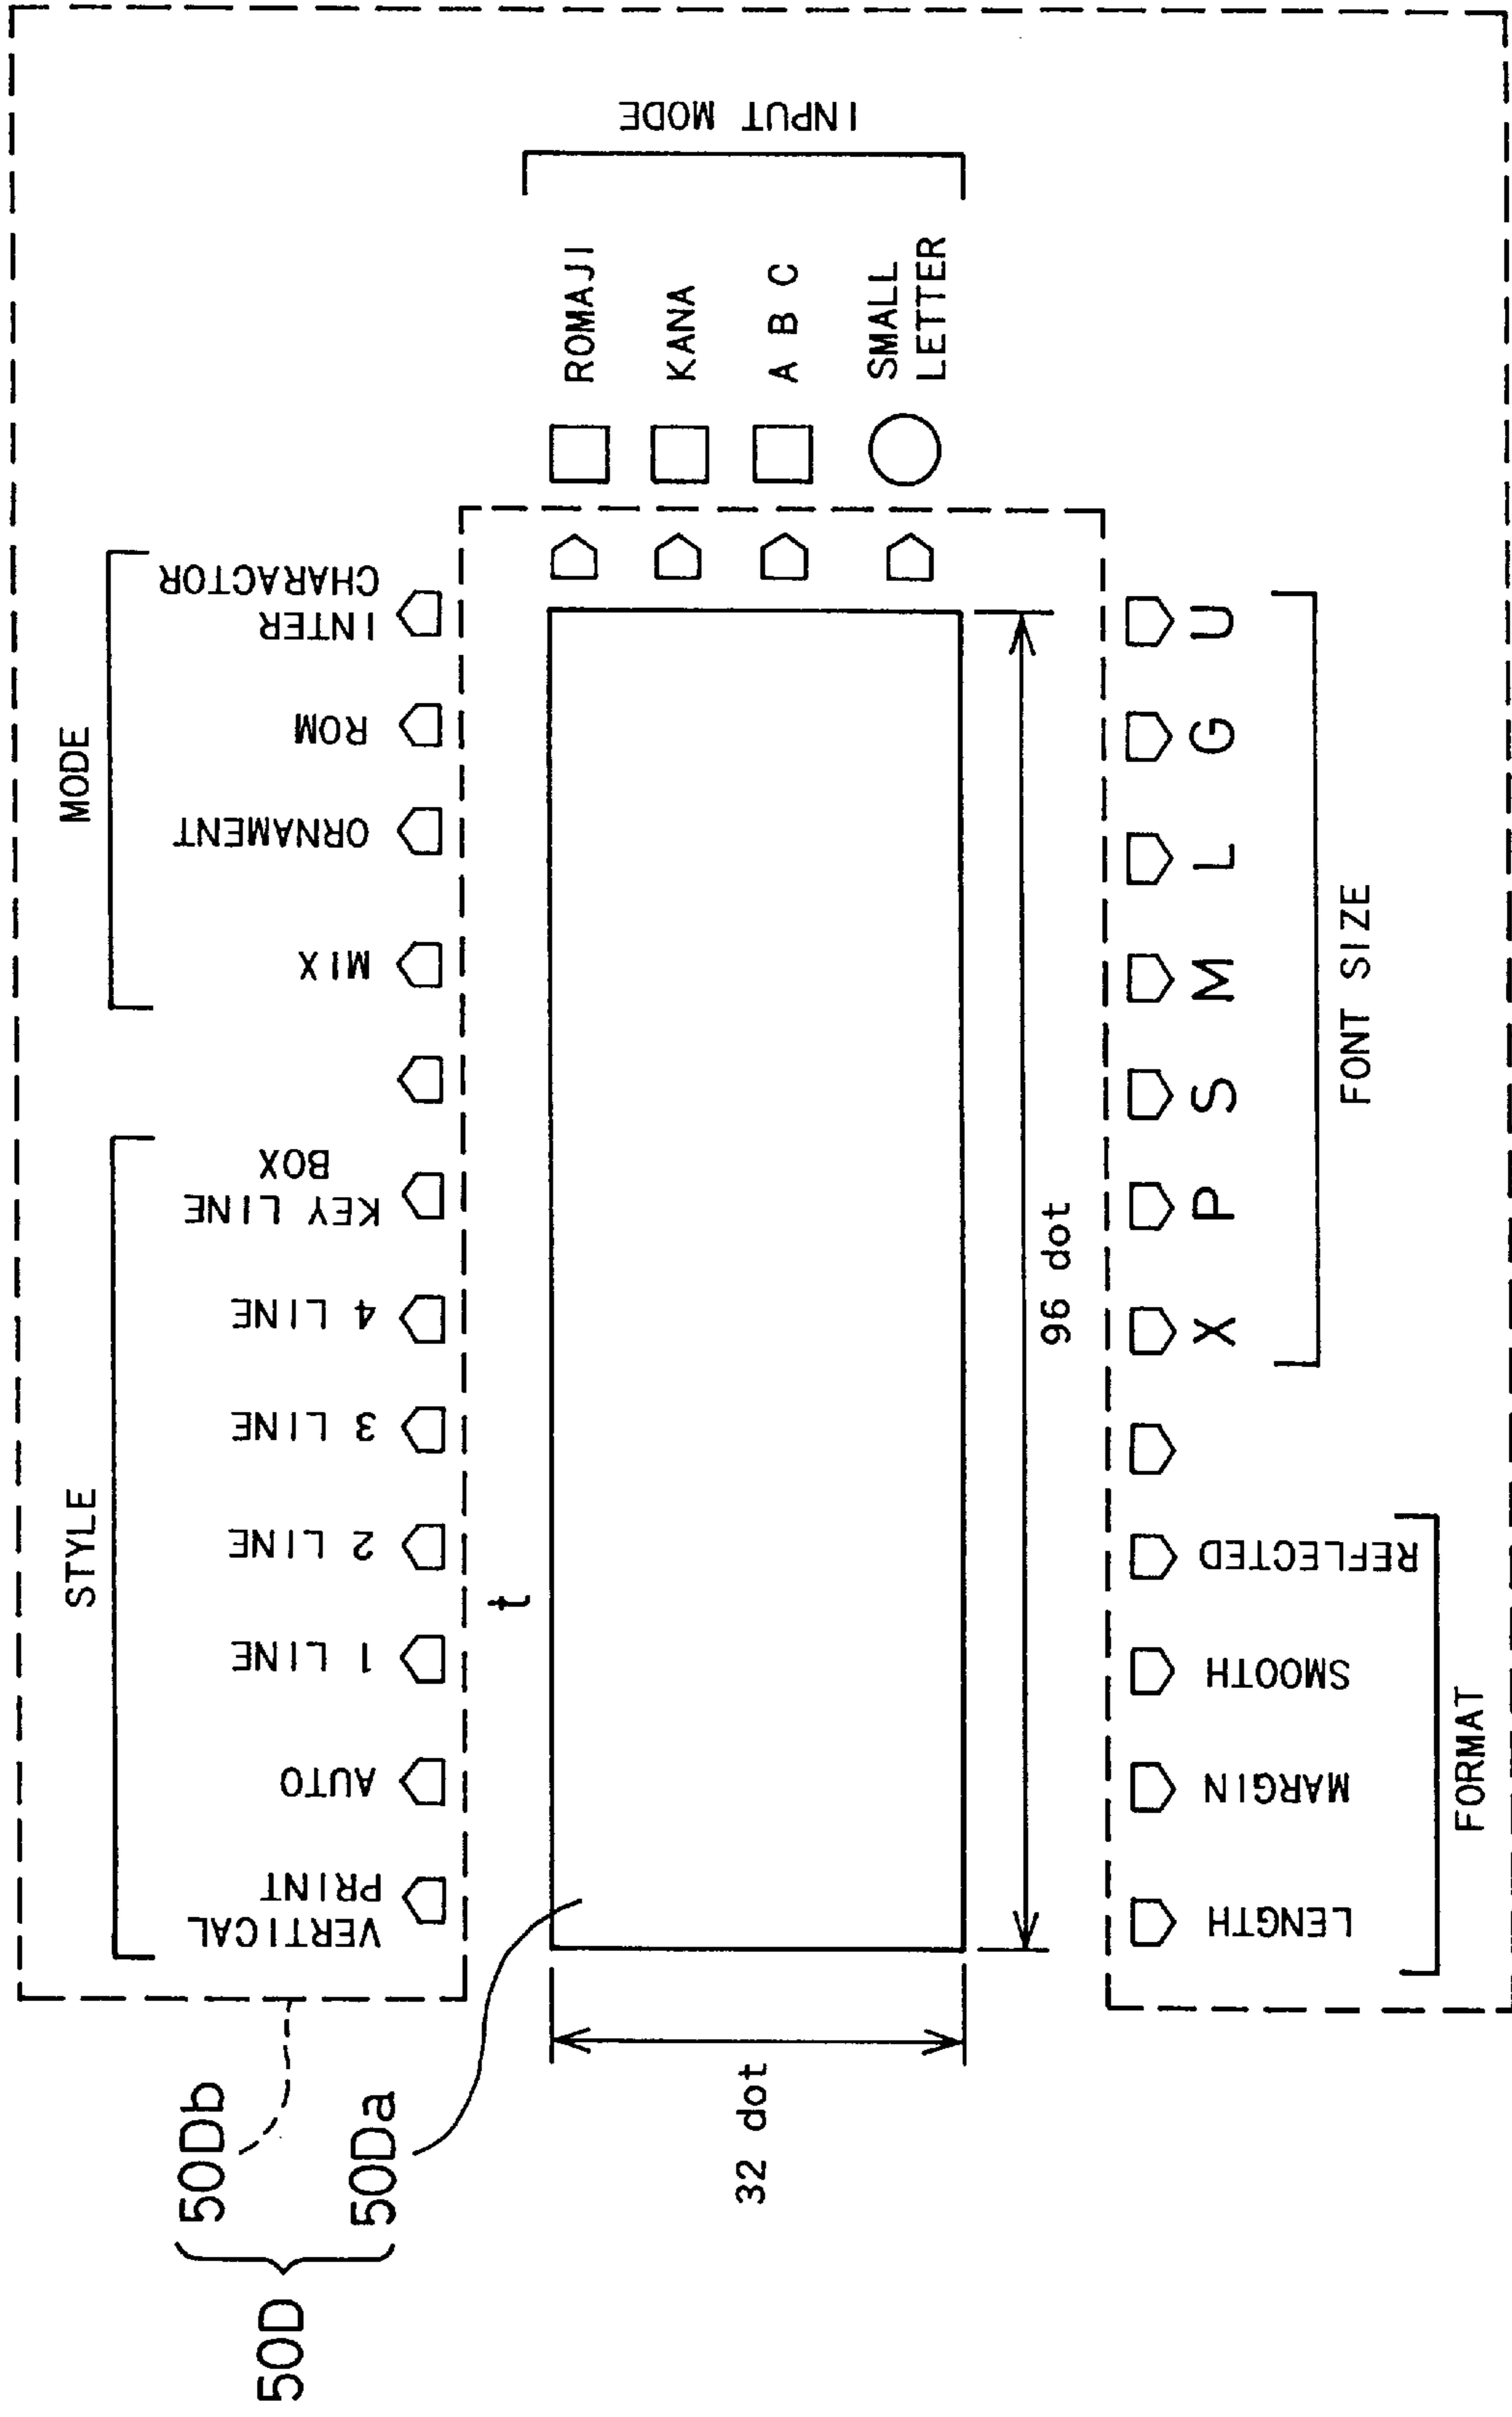 50D
50Db
50Da
STYLE
MODE
VERTICAL
PRINT
AUTO
1 LINE
2 LINE
3 LINE
4 LINE
KEY LINE
BOX
MIX
ORNAMENT
ROM
INTER
CHARACTOR
t
32 dot
96 dot
ROMAJI
KANA
A B C
SMALL
LETTER
INPUT MODE
LENGTH
MARGIN
SMOOTH
REFLECTED
X
P
S
M
L
G
U
FORMAT
FONT SIZE